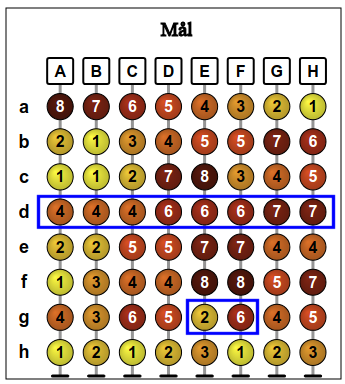 Mål
A B C D E F G H
a 8 7 6 5 4 3 2 1
b 2 1 3 4 5 5 7 6
c 1 1 2 7 8 3 4 5
d 4 4 4 6 6 6 7 7
e 2 2 5 5 7 7 4 4
f 1 3 4 4 8 8 5 7
g 4 3 6 5 2 6 4 5
h 1 2 1 2 3 1 2 3